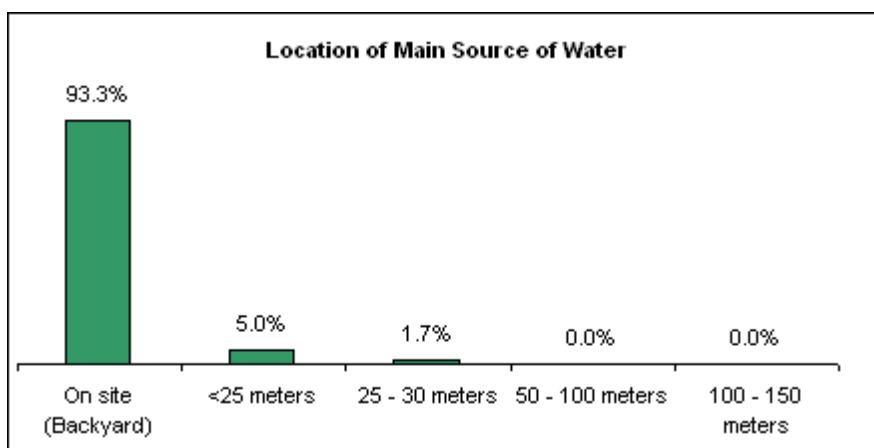 Location of Main Source of Water
93.3%
5.0%
1.7%
0.0%
0.0%
On site
(Backyard)
<25 meters
25 - 30 meters
50 - 100 meters
100 - 150
meters